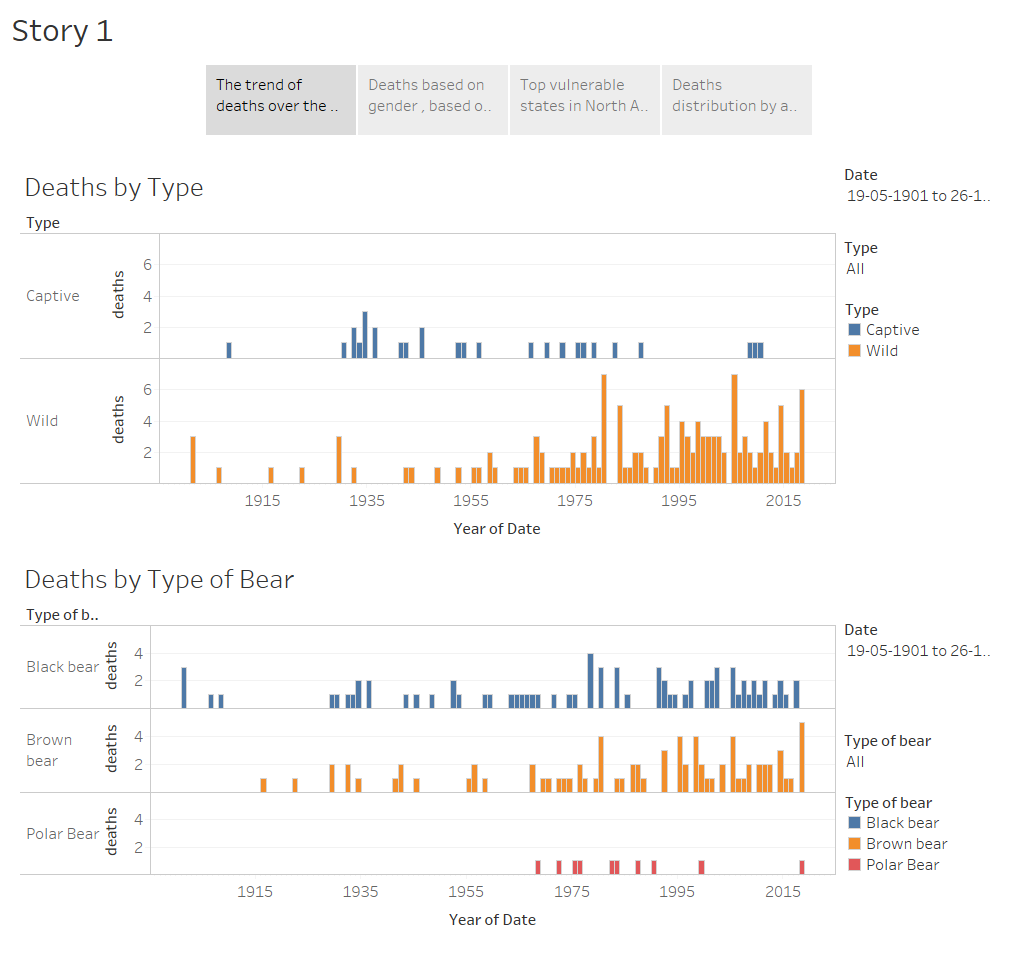 Story 1
The trend of
deaths over the ..
Deaths based on
gender , based o..
Top vulnerable
states in North A..
Deaths
distribution by a..
Deaths by Type
Type
Captive
deaths
6
4
2
Wild
deaths
6
4
2
1915
1935
1955
1975
1995
2015
Year of Date
Date
19-05-1901 to 26-1..
Type
All
Type
Captive
Wild
Deaths by Type of Bear
Type of b..
Black bear
deaths
4
2
Brown
bear
deaths
4
2
Polar Bear
deaths
4
2
1915
1935
1955
1975
1995
2015
Year of Date
Date
19-05-1901 to 26-1..
Type of bear
All
Type of bear
Black bear
Brown bear
Polar Bear